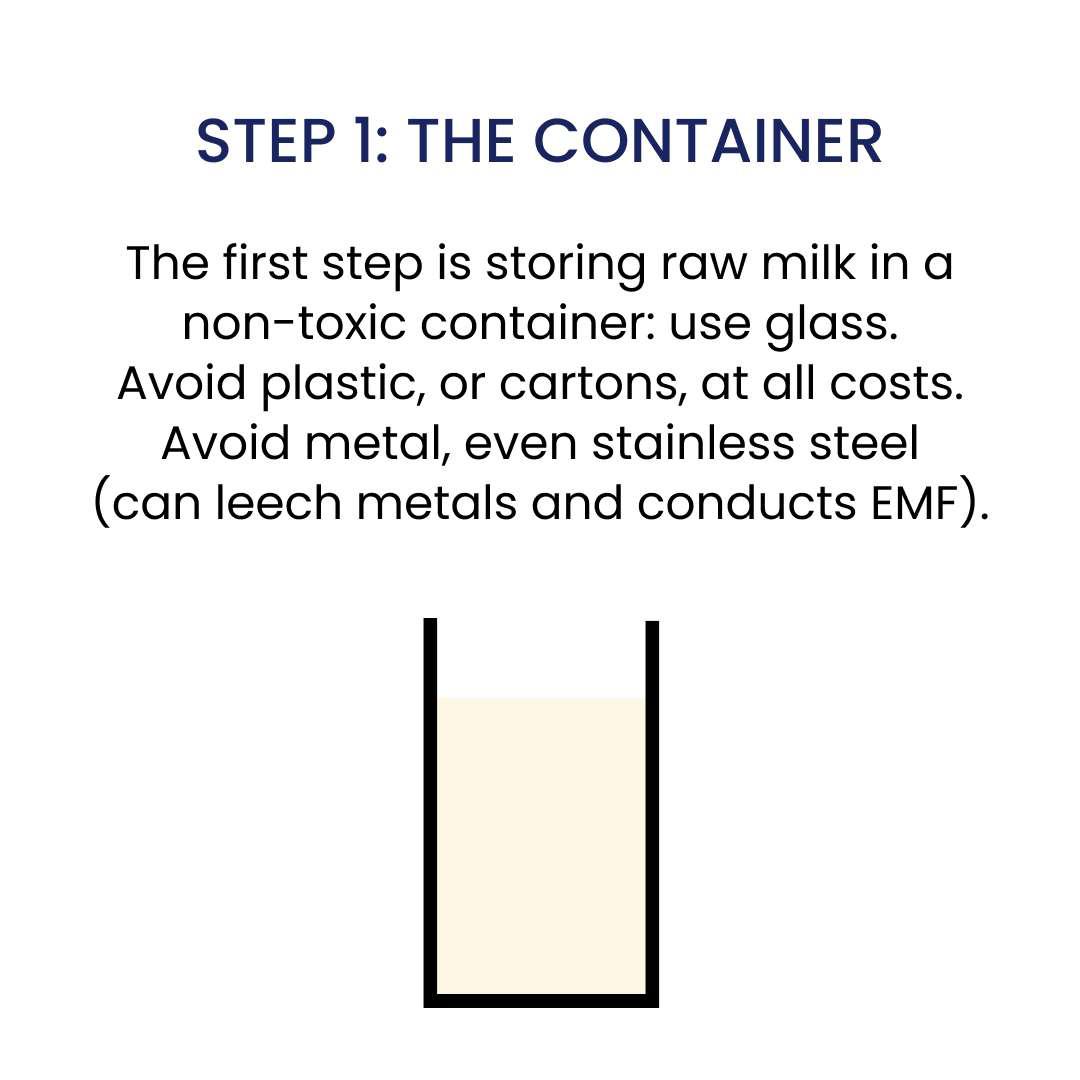 STEP 1: THE CONTAINER
The first step is storing raw milk in a
non-toxic container: use glass.
Avoid plastic, or cartons, at all costs.
Avoid metal, even stainless steel
(can leech metals and conducts EMF).